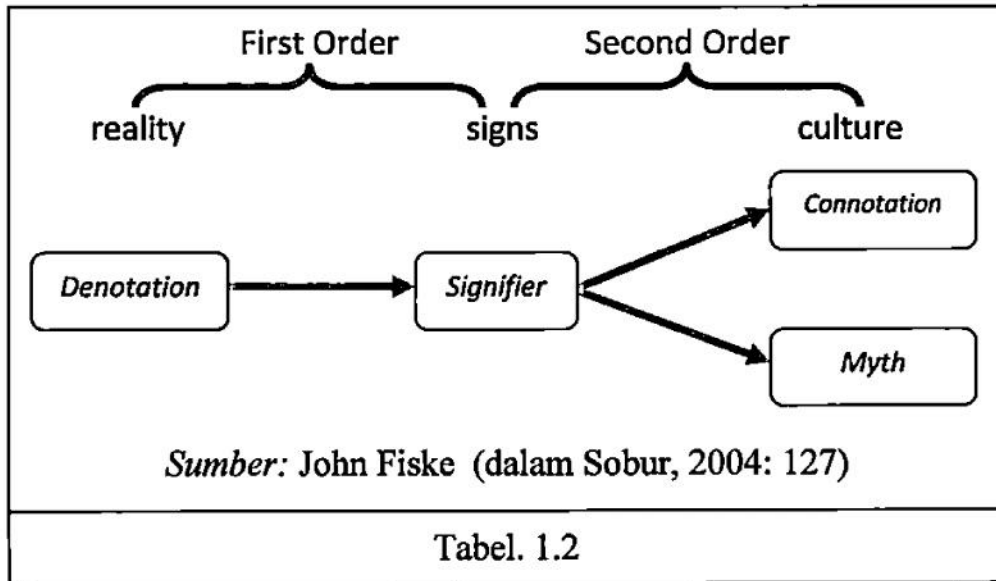 First Order Second Order
reality signs culture
Connotation
Denotation Signifier
Myth
Sumber: John Fiske (dalam Sobur, 2004: 127)
Tabel. 1.2